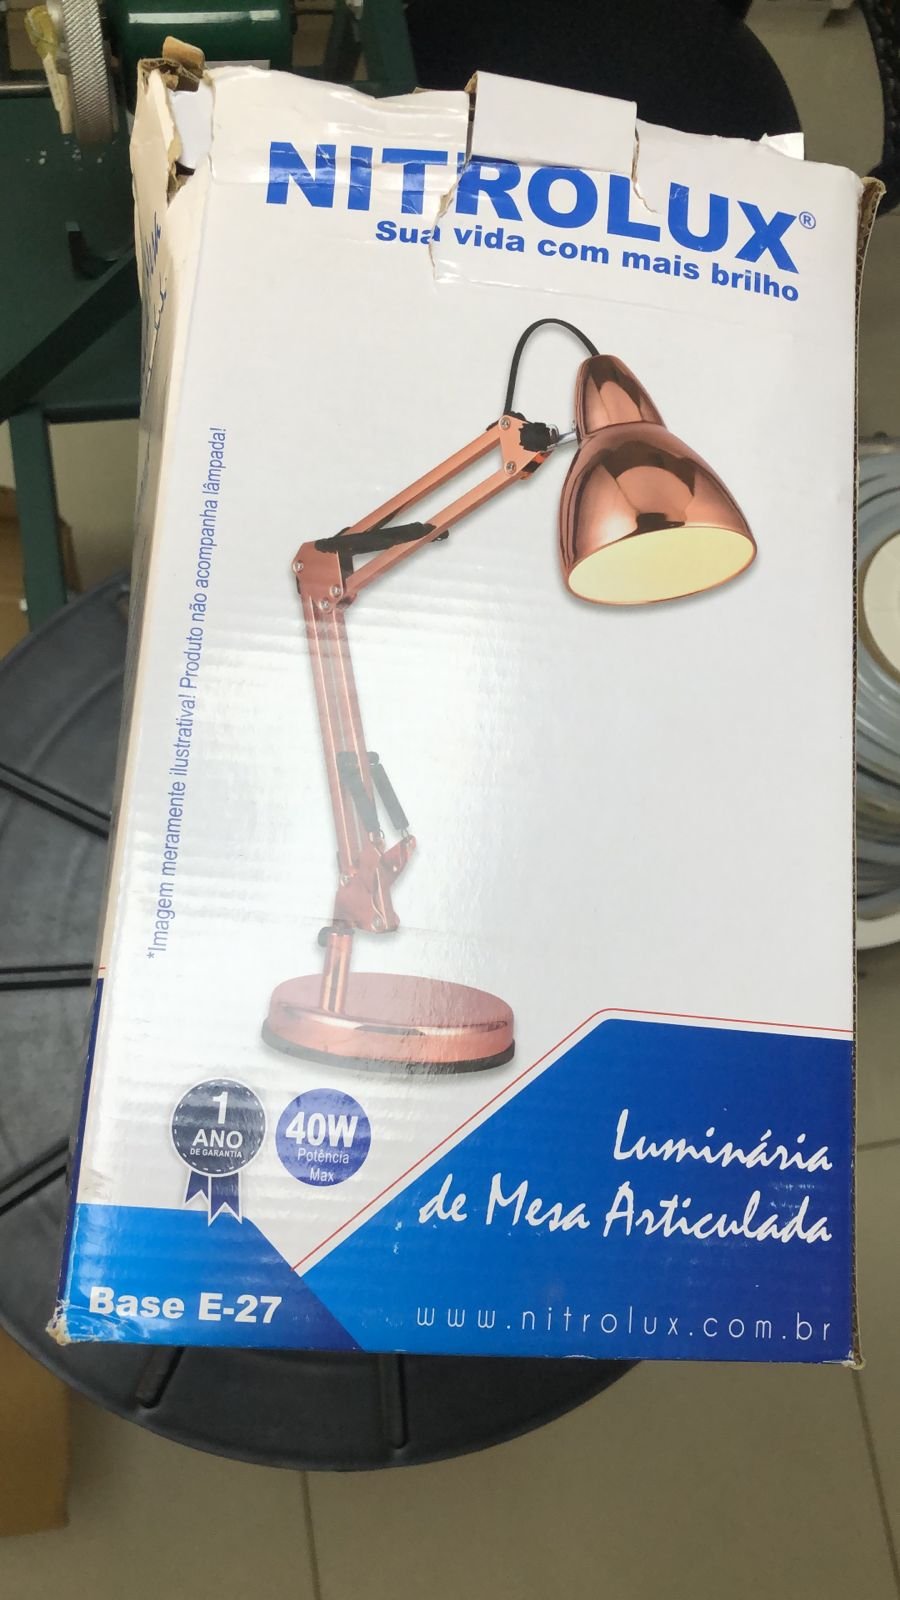 NITROLUX®
Sua vida com mais brilho
*Imagem meramente ilustrativa! Produto não acompanha lâmpada!
1
ANO
DE GARANTIA
40W
Potência
Max
Luminária
de Mesa Articulada
Base E-27
www.nitrolux.com.br